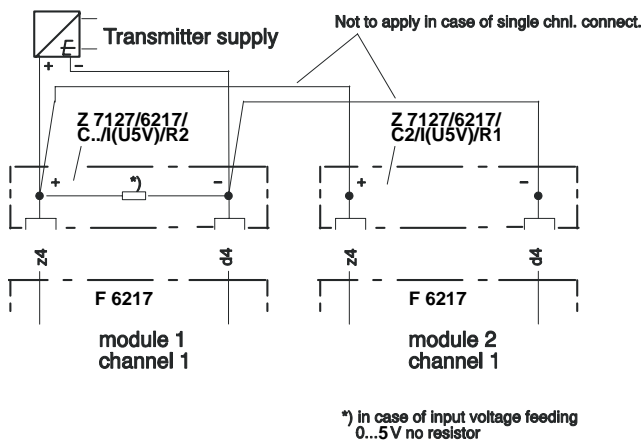 Not to apply in case of single chnl. connect.
Transmitter supply
E
+ −
Z 7127/6217/
C../I(U5V)/R2
Z 7127/6217/
C2/I(U5V)/R1
+ *) −
+ −
z4 d4 z4 d4
F 6217 F 6217
module 1
channel 1
module 2
channel 1
*) in case of input voltage feeding
0...5 V no resistor